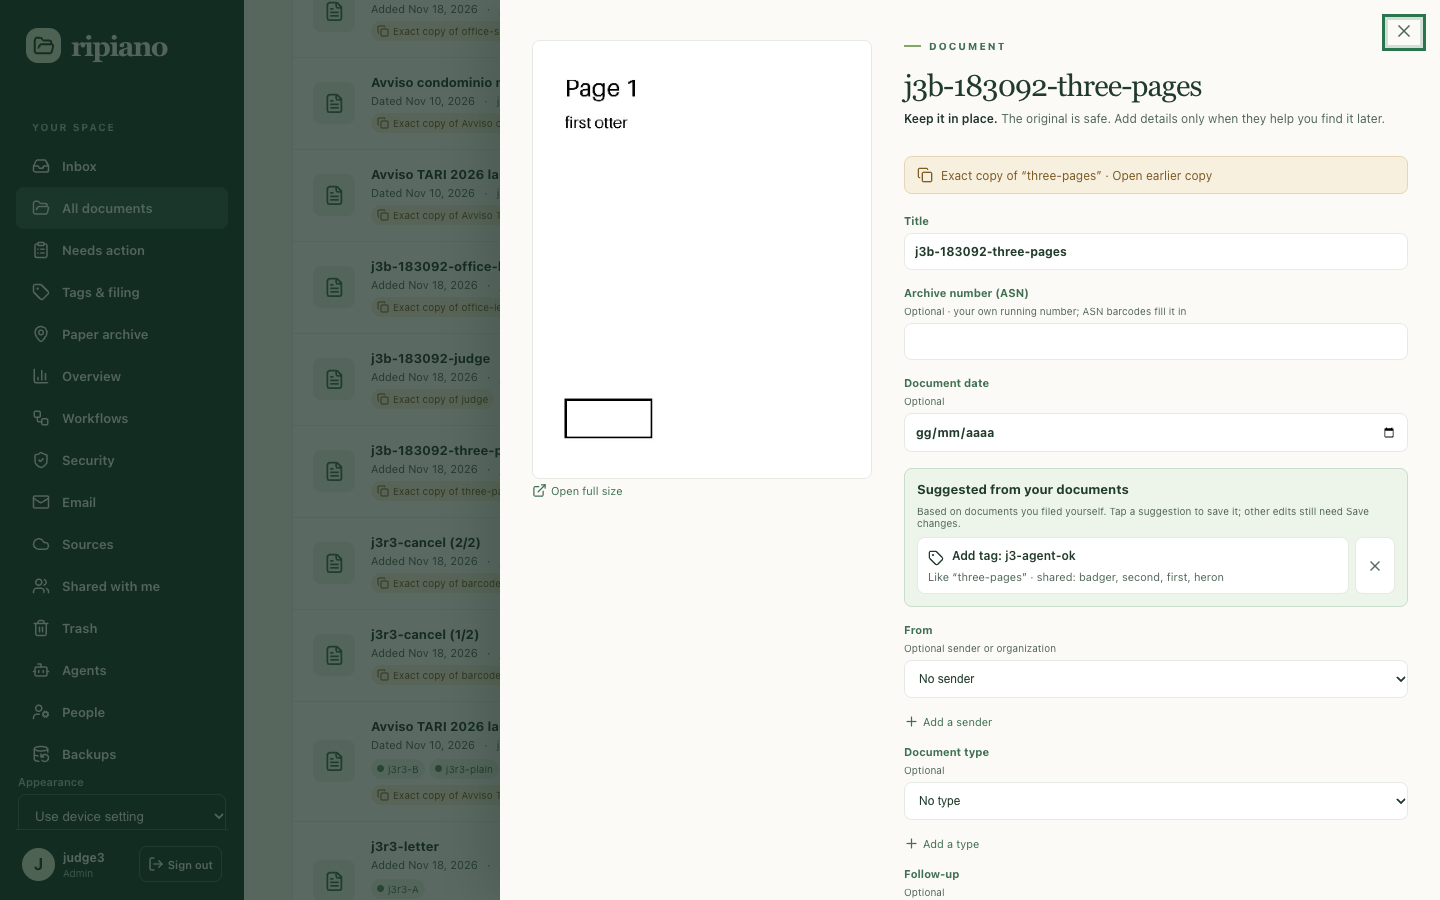 ripiano
YOUR SPACE
Inbox
All documents
Needs action
Tags & filing
Paper archive
Overview
Workflows
Security
Email
Sources
Shared with me
Trash
Agents
People
Backups
Appearance
Use device setting
J
judge3
Admin
Sign out
Added Nov 18, 2026 ·
Exact copy of office-s
Avviso condominio
Dated Nov 10, 2026 ·
Exact copy of Avviso
Avviso TARI 2026 la
Dated Nov 10, 2026 ·
Exact copy of Avviso
j3b-183092-office-
Added Nov 18, 2026 ·
Exact copy of office-le
j3b-183092-judge
Added Nov 18, 2026 ·
Exact copy of judge
j3b-183092-three-p
Added Nov 18, 2026 ·
Exact copy of three-pa
j3r3-cancel (2/2)
Added Nov 18, 2026 ·
Exact copy of barcode
j3r3-cancel (1/2)
Added Nov 18, 2026 ·
Exact copy of barcode
Avviso TARI 2026 la
Dated Nov 10, 2026 ·
j3r3-B
j3r3-plain
Exact copy of Avviso
j3r3-letter
Added Nov 18, 2026 ·
j3r3-A
Page 1
first otter
Open full size
DOCUMENT
j3b-183092-three-pages
Keep it in place. The original is safe. Add details only when they help you find it later.
Exact copy of “three-pages” · Open earlier copy
Title
j3b-183092-three-pages
Archive number (ASN)
Optional · your own running number; ASN barcodes fill it in
Document date
Optional
gg/mm/aaaa
Suggested from your documents
Based on documents you filed yourself. Tap a suggestion to save it; other edits still need Save
changes.
Add tag: j3-agent-ok
Like “three-pages” · shared: badger, second, first, heron
From
Optional sender or organization
No sender
Add a sender
Document type
Optional
No type
Add a type
Follow-up
Optional